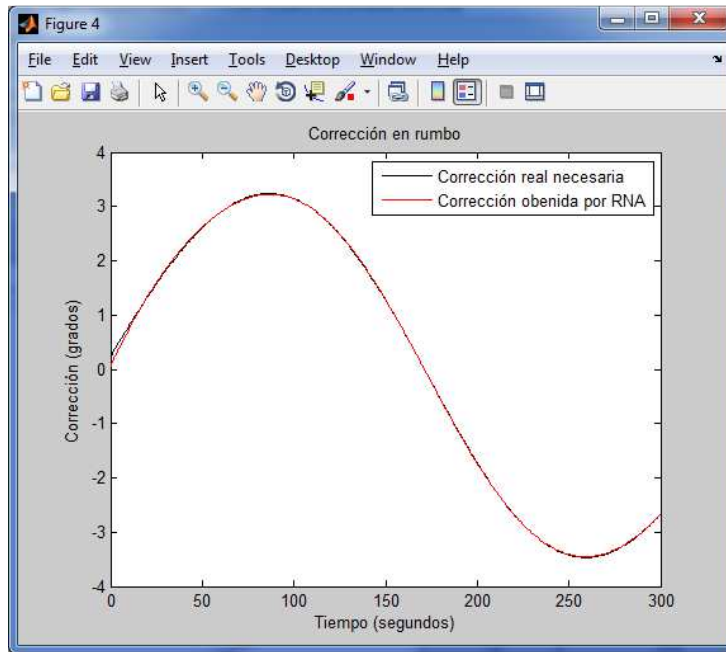 Figure 4
File Edit View Insert Tools Desktop Window Help
Corrección en rumbo
Corrección real necesaria
Corrección obenida por RNA
Corrección (grados)
4
3
2
1
0
-1
-2
-3
-4
0 50 100 150 200 250 300
Tiempo (segundos)